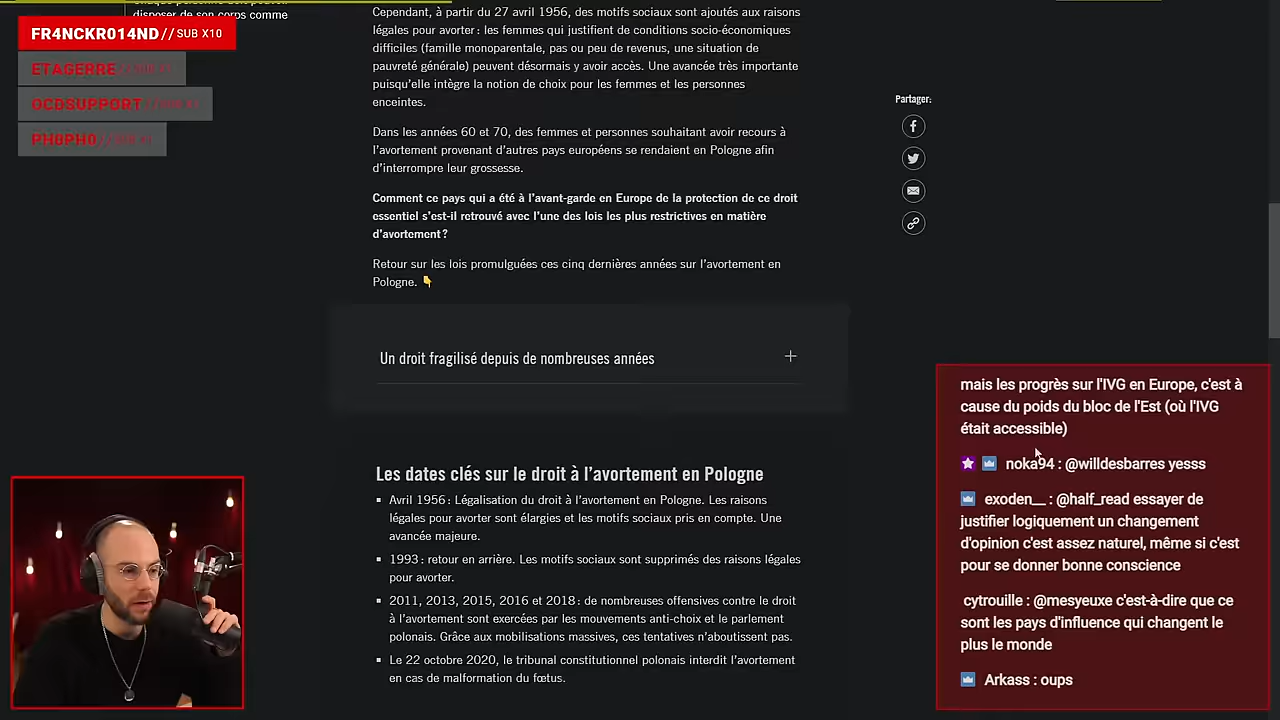 disposer de son corps comme
FR4NCKR014ND // SUB X10
ETAGERRE
OCDSUPPORT
PH8PH0
Cependant, à partir du 27 avril 1956, des motifs sociaux sont ajoutés aux raisons
légales pour avorter : les femmes qui justifient de conditions socio-économiques
difficiles (famille monoparentale, pas ou peu de revenus, une situation de
pauvreté générale) peuvent désormais y avoir accès. Une avancée très importante
puisqu'elle intègre la notion de choix pour les femmes et les personnes
enceintes.
Dans les années 60 et 70, des femmes et personnes souhaitant avoir recours à
l'avortement provenant d'autres pays européens se rendaient en Pologne afin
d'interrompre leur grossesse.
Comment ce pays qui a été à l'avant-garde en Europe de la protection de ce droit
essentiel s'est-il retrouvé avec l'une des lois les plus restrictives en matière
d'avortement ?
Retour sur les lois promulguées ces cinq dernières années sur l'avortement en
Pologne. 👇
Un droit fragilisé depuis de nombreuses années
Les dates clés sur le droit à l'avortement en Pologne
Avril 1956 : Légalisation du droit à l'avortement en Pologne. Les raisons
légales pour avorter sont élargies et les motifs sociaux pris en compte. Une
avancée majeure.
1993 : retour en arrière. Les motifs sociaux sont supprimés des raisons légales
pour avorter.
2011, 2013, 2015, 2016 et 2018 : de nombreuses offensives contre le droit
à l'avortement sont exercées par les mouvements anti-choix et le parlement
polonais. Grâce aux mobilisations massives, ces tentatives n'aboutissent pas.
Le 22 octobre 2020, le tribunal constitutionnel polonais interdit l'avortement
en cas de malformation du fœtus.
Partager:
mais les progrès sur l'IVG en Europe, c'est à
cause du poids du bloc de l'Est (où l'IVG
était accessible)
noka94 : @willdesbarres yesss
exoden__ : @half_read essayer de
justifier logiquement un changement
d'opinion c'est assez naturel, même si c'est
pour se donner bonne conscience
cytrouille : @mesyeuxe c'est-à-dire que ce
sont les pays d'influence qui changent le
plus le monde
Arkass : oups